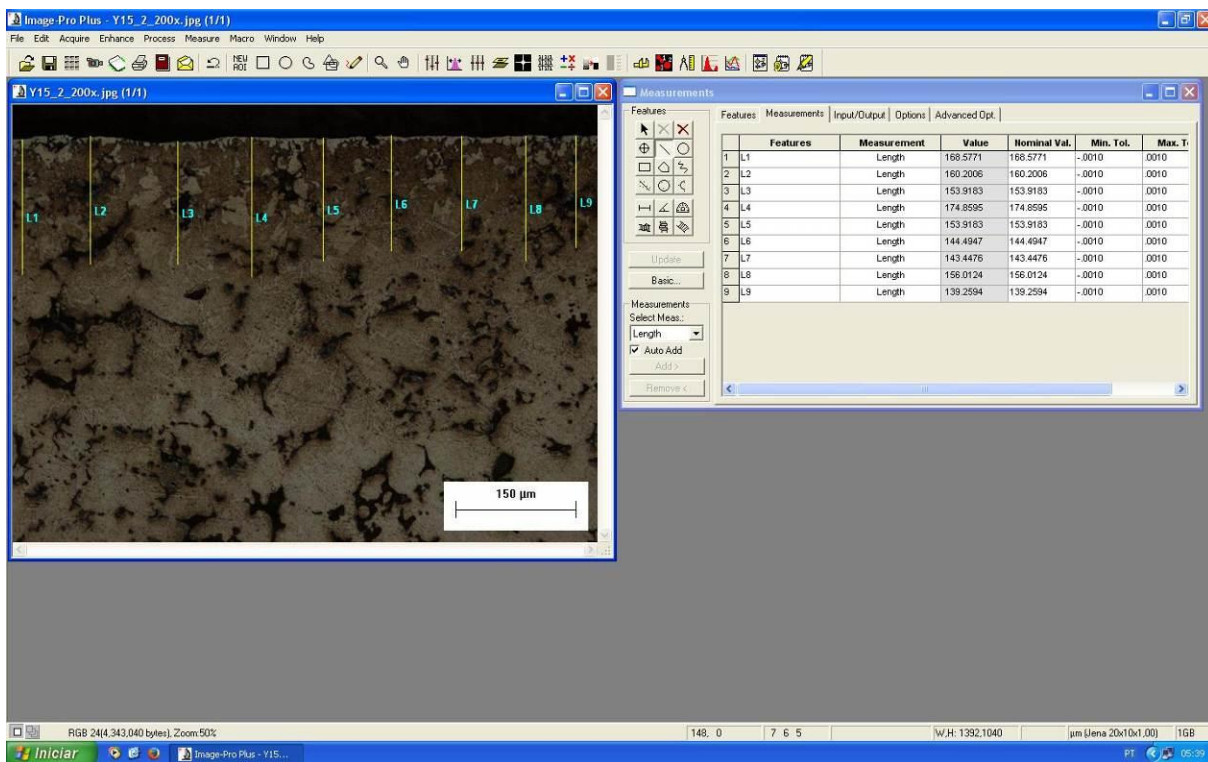 Image-Pro Plus - Y15_2_200x.jpg (1/1)
File Edit Acquire Enhance Process Measure Macro Window Help
NEW ROI
Y15_2_200x.jpg (1/1)
L1 L2 L3 L4 L5 L6 L7 L8 L9
150 µm
Measurements
Features
Update
Basic...
Measurements
Select Meas.:
Length
Auto Add
Add >
Remove <
Features Measurements Input/Output Options Advanced Opt.
Features Measurement Value Nominal Val. Min. Tol. Max. T
1 L1 Length 168.5771 168.5771 -.0010 .0010
2 L2 Length 160.2006 160.2006 -.0010 .0010
3 L3 Length 153.9183 153.9183 -.0010 .0010
4 L4 Length 174.8595 174.8595 -.0010 .0010
5 L5 Length 153.9183 153.9183 -.0010 .0010
6 L6 Length 144.4947 144.4947 -.0010 .0010
7 L7 Length 143.4476 143.4476 -.0010 .0010
8 L8 Length 156.0124 156.0124 -.0010 .0010
9 L9 Length 139.2594 139.2594 -.0010 .0010
RGB 24(4,343,040 bytes), Zoom:50% 148, 0 7 6 5 W,H: 1392,1040 µm (Jena 20x10x1,00) 1GB
Iniciar Image-Pro Plus - Y15... PT 05:39